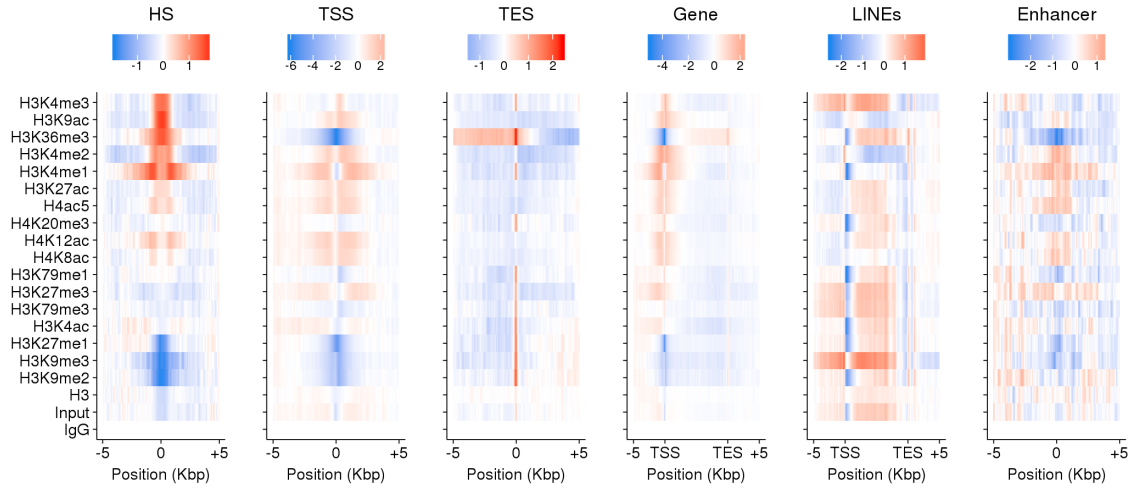 HS TSS TES Gene LINEs Enhancer
-1 0 1 -6 -4 -2 0 2 -1 0 1 2 -4 -2 0 2 -2 -1 0 1 -2 -1 0 1
H3K4me3
H3K9ac
H3K36me3
H3K4me2
H3K4me1
H3K27ac
H4ac5
H4K20me3
H4K12ac
H4K8ac
H3K79me1
H3K27me3
H3K79me3
H3K4ac
H3K27me1
H3K9me3
H3K9me2
H3
Input
IgG
-5 0 +5 -5 0 +5 -5 0 +5 -5 TSS TES +5 -5 TSS TES +5 -5 0 +5
Position (Kbp) Position (Kbp) Position (Kbp) Position (Kbp) Position (Kbp) Position (Kbp)